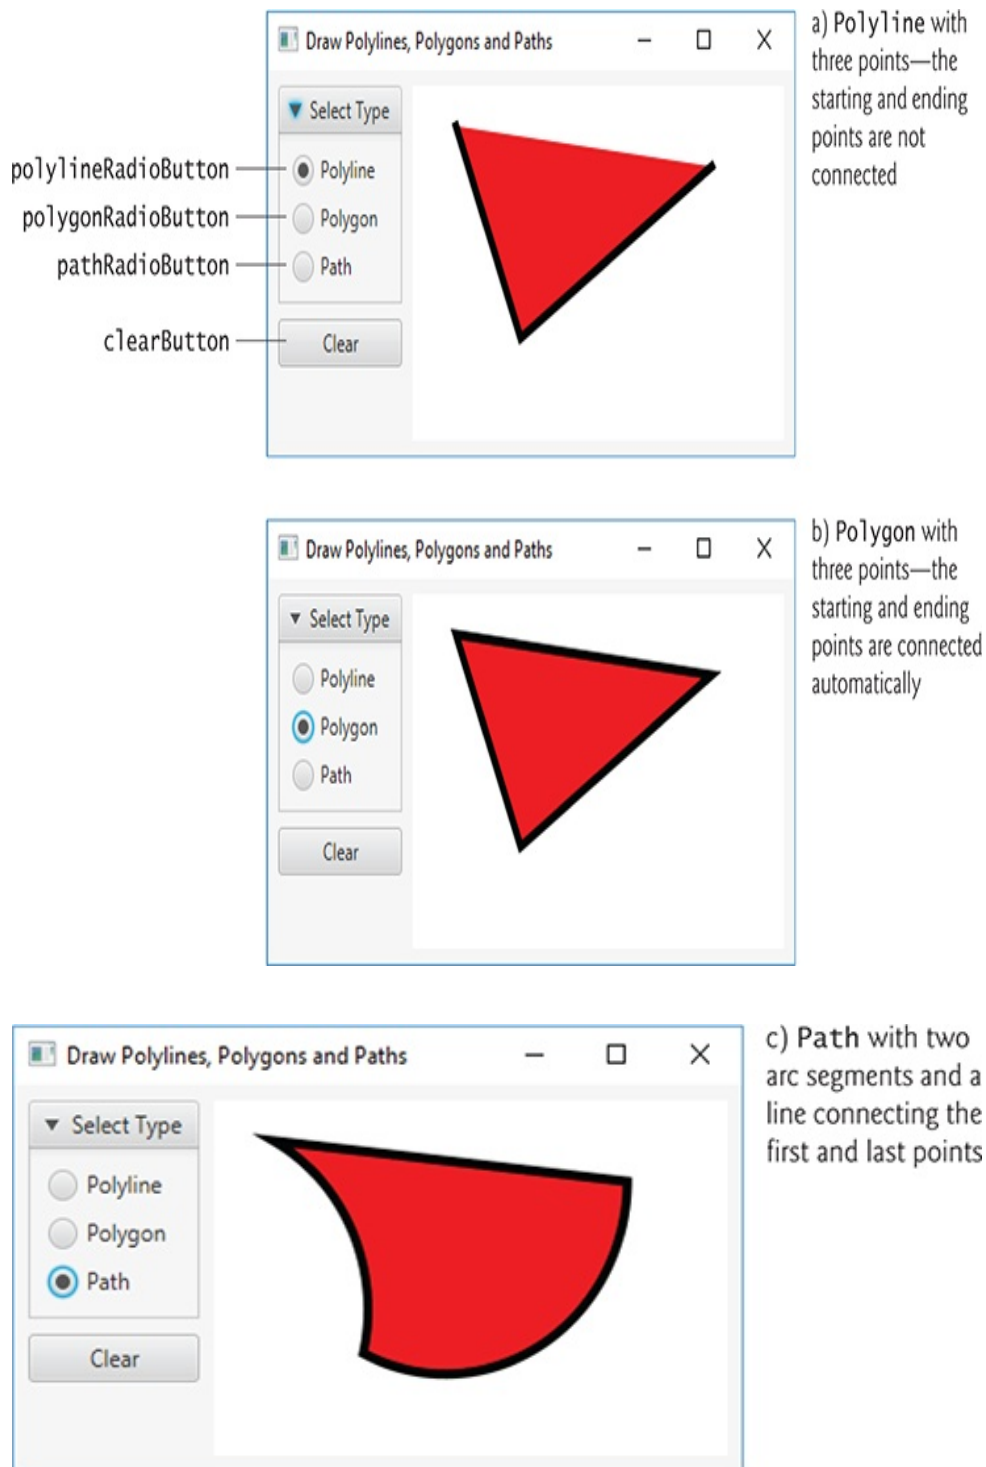 Draw Polylines, Polygons and Paths
Select Type
polylineRadioButton
Polyline
polygonRadioButton
Polygon
pathRadioButton
Path
clearButton
Clear
a) Polyline with
three points—the
starting and ending
points are not
connected
Draw Polylines, Polygons and Paths
Select Type
Polyline
Polygon
Path
Clear
b) Polygon with
three points—the
starting and ending
points are connected
automatically
Draw Polylines, Polygons and Paths
Select Type
Polyline
Polygon
Path
Clear
c) Path with two
arc segments and a
line connecting the
first and last points